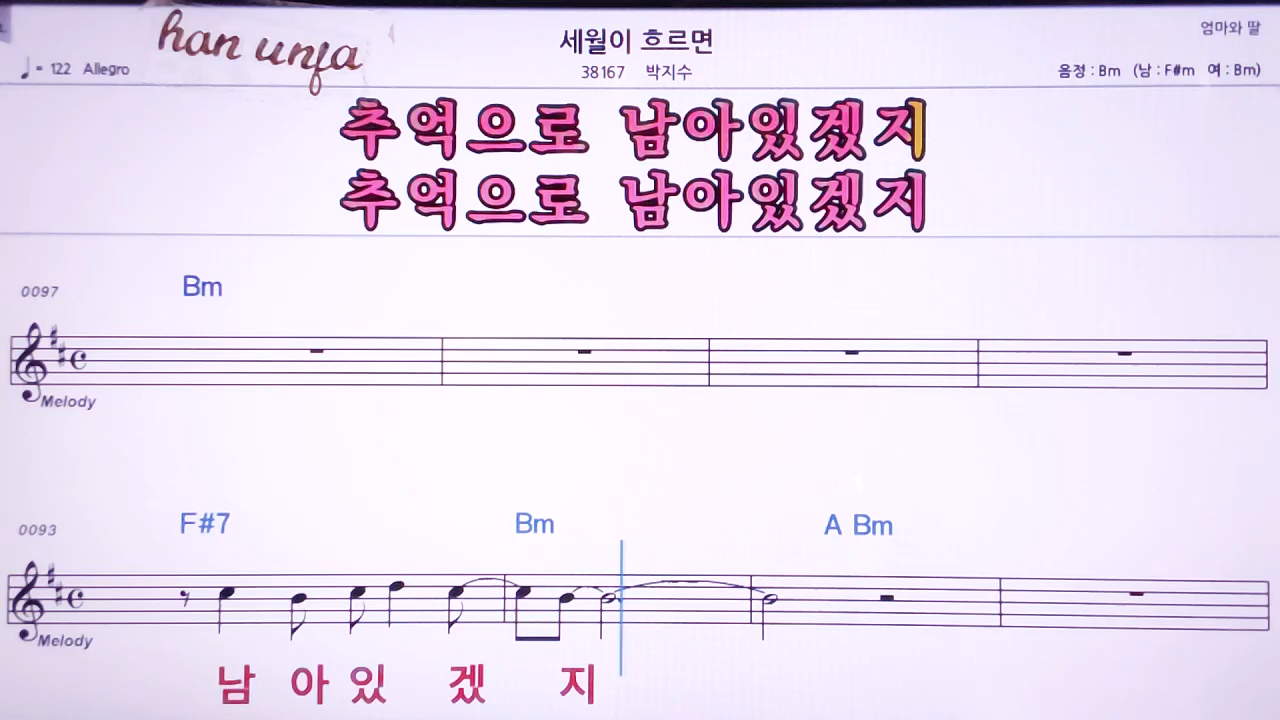 han unja
세월이 흐르면
엄마와 딸
♩ = 122 Allegro
38167 박지수
음정 : Bm (남 : F#m 여 : Bm)
추억으로 남아있겠지
추억으로 남아있겠지
0097 Bm
Melody
0093 F#7 Bm A Bm
Melody
남 아 있 겠 지